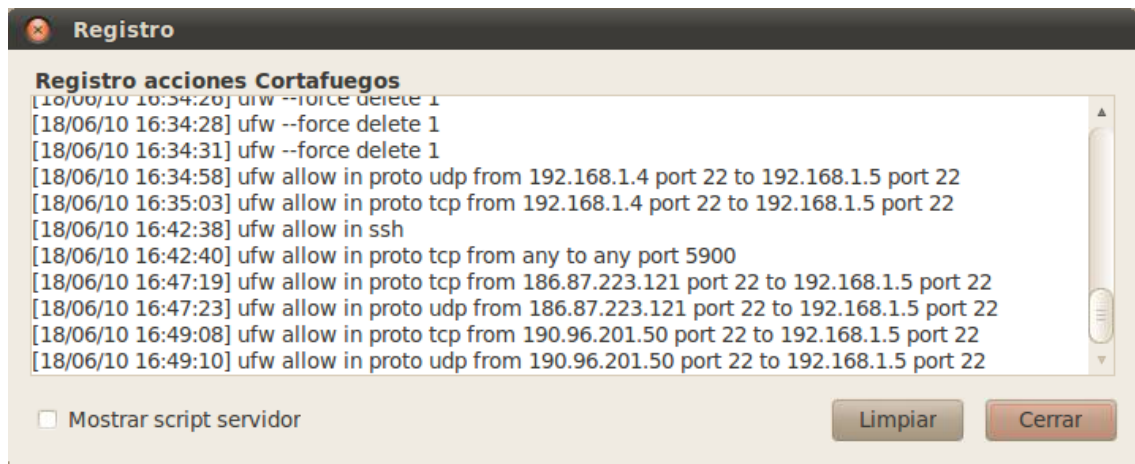 Registro
Registro acciones Cortafuegos
[18/06/10 16:34:26] ufw --force delete 1
[18/06/10 16:34:28] ufw --force delete 1
[18/06/10 16:34:31] ufw --force delete 1
[18/06/10 16:34:58] ufw allow in proto udp from 192.168.1.4 port 22 to 192.168.1.5 port 22
[18/06/10 16:35:03] ufw allow in proto tcp from 192.168.1.4 port 22 to 192.168.1.5 port 22
[18/06/10 16:42:38] ufw allow in ssh
[18/06/10 16:42:40] ufw allow in proto tcp from any to any port 5900
[18/06/10 16:47:19] ufw allow in proto tcp from 186.87.223.121 port 22 to 192.168.1.5 port 22
[18/06/10 16:47:23] ufw allow in proto udp from 186.87.223.121 port 22 to 192.168.1.5 port 22
[18/06/10 16:49:08] ufw allow in proto tcp from 190.96.201.50 port 22 to 192.168.1.5 port 22
[18/06/10 16:49:10] ufw allow in proto udp from 190.96.201.50 port 22 to 192.168.1.5 port 22
Mostrar script servidor
Limpiar
Cerrar